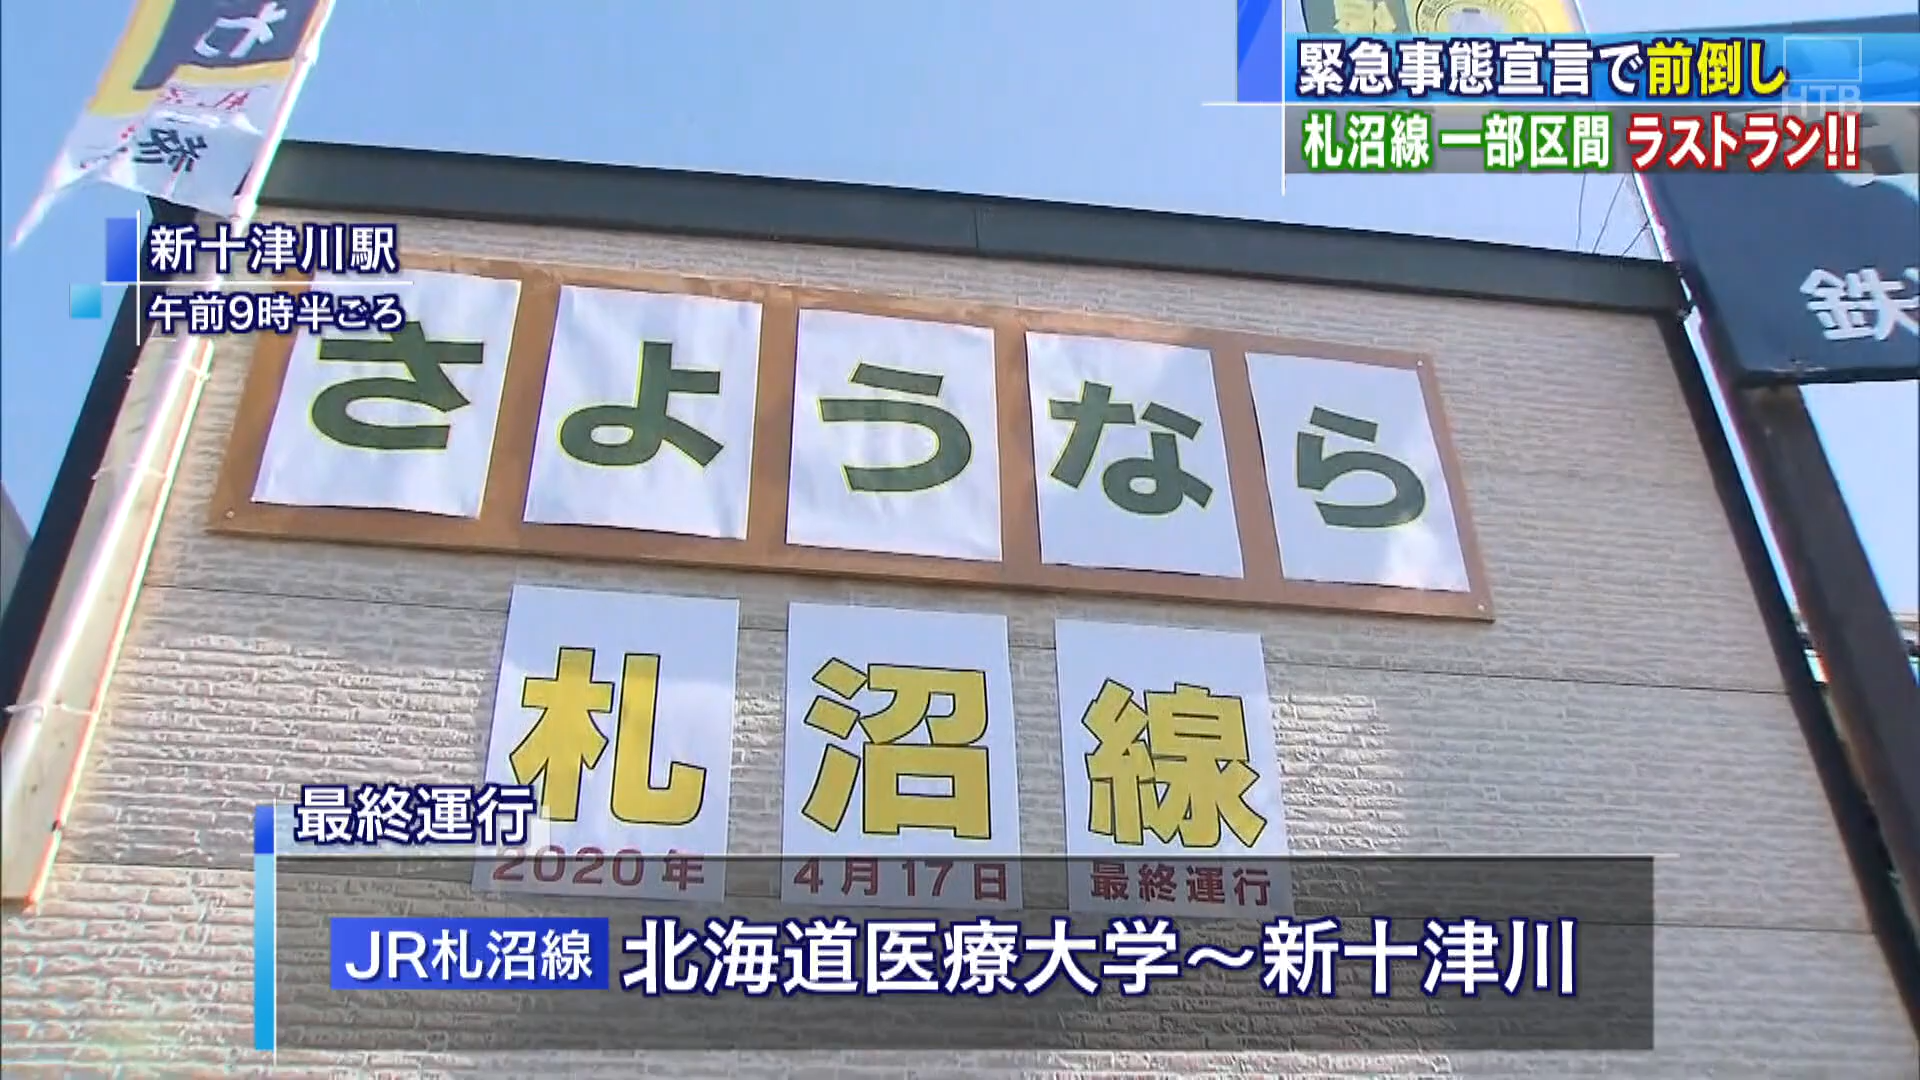 緊急事態宣言で前倒し
HTB
札沼線 一部区間 ラストラン!!
新十津川駅
午前9時半ごろ
鉄
さようなら
札沼線
2020年 4月17日 最終運行
最終運行
JR札沼線 北海道医療大学～新十津川